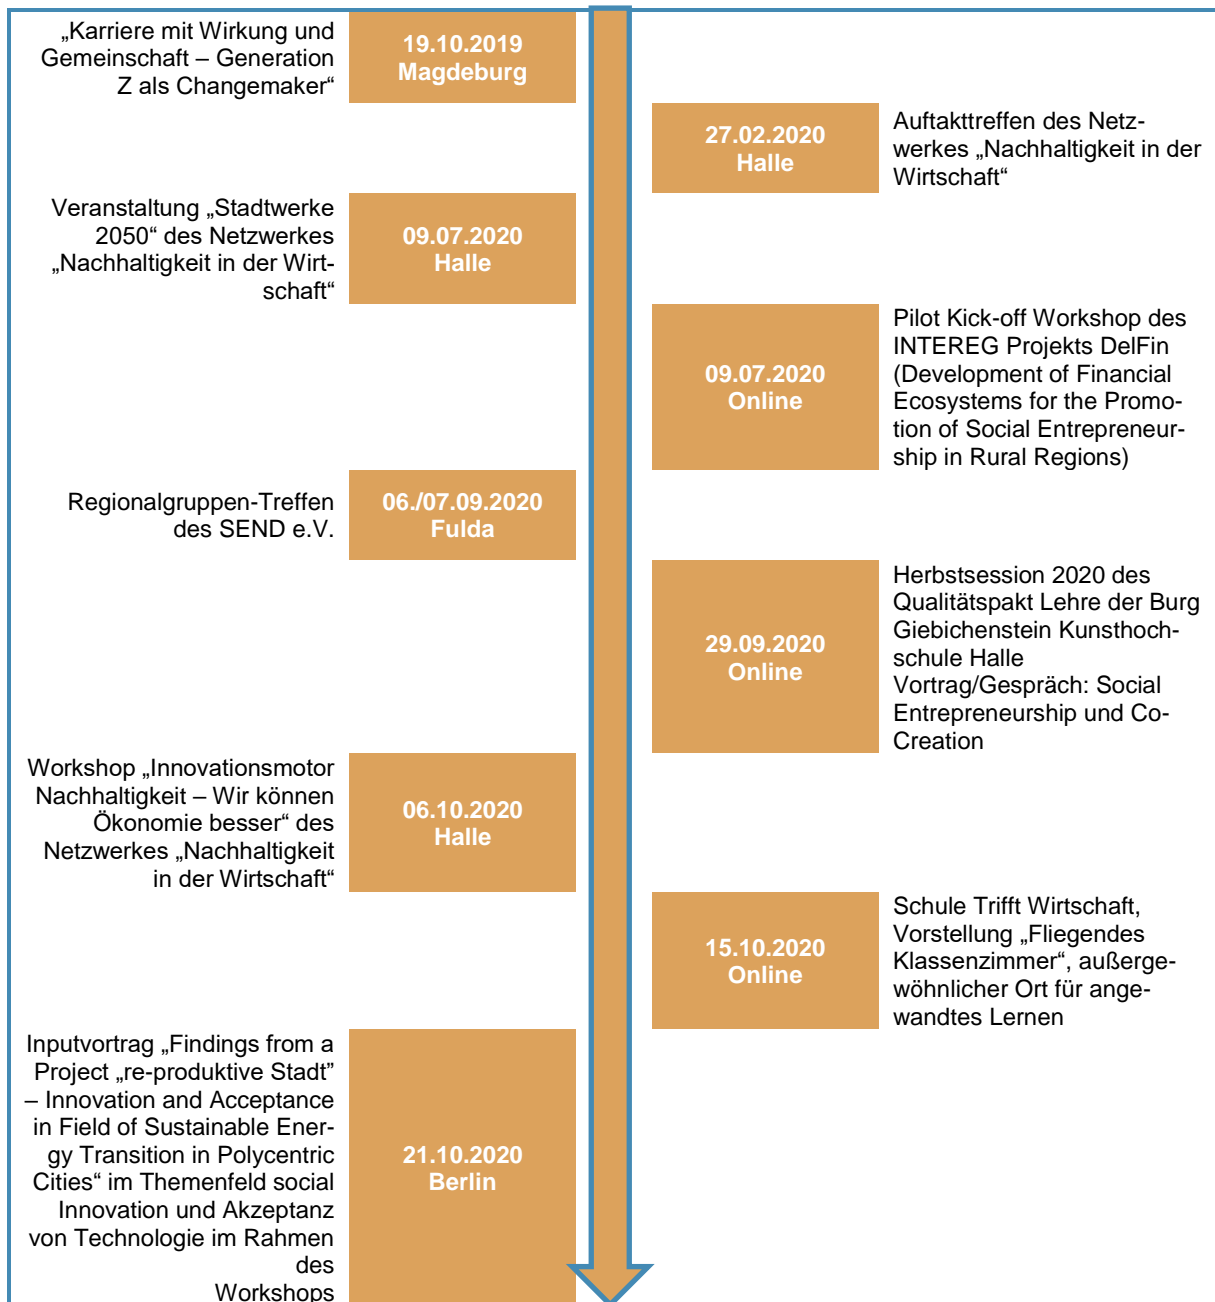 „Karriere mit Wirkung und
Gemeinschaft – Generation
Z als Changemaker“
19.10.2019
Magdeburg
27.02.2020
Halle
Auftakttreffen des Netz-
werkes „Nachhaltigkeit in der
Wirtschaft“
Veranstaltung „Stadtwerke
2050“ des Netzwerkes
„Nachhaltigkeit in der Wirt-
schaft“
09.07.2020
Halle
09.07.2020
Online
Pilot Kick-off Workshop des
INTEREG Projekts DelFin
(Development of Financial
Ecosystems for the Promo-
tion of Social Entrepreneur-
ship in Rural Regions)
Regionalgruppen-Treffen
des SEND e.V.
06./07.09.2020
Fulda
29.09.2020
Online
Herbstsession 2020 des
Qualitätspakt Lehre der Burg
Giebichenstein Kunsthoch-
schule Halle
Vortrag/Gespräch: Social
Entrepreneurship und Co-
Creation
Workshop „Innovationsmotor
Nachhaltigkeit – Wir können
Ökonomie besser“ des
Netzwerkes „Nachhaltigkeit
in der Wirtschaft“
06.10.2020
Halle
15.10.2020
Online
Schule Trifft Wirtschaft,
Vorstellung „Fliegendes
Klassenzimmer“, außerge-
wöhnlicher Ort für ange-
wandtes Lernen
Inputvortrag „Findings from a
Project „re-produktive Stadt”
– Innovation and Acceptance
in Field of Sustainable Ener-
gy Transition in Polycentric
Cities“ im Themenfeld social
Innovation und Akzeptanz
von Technologie im Rahmen
des
Workshops
21.10.2020
Berlin